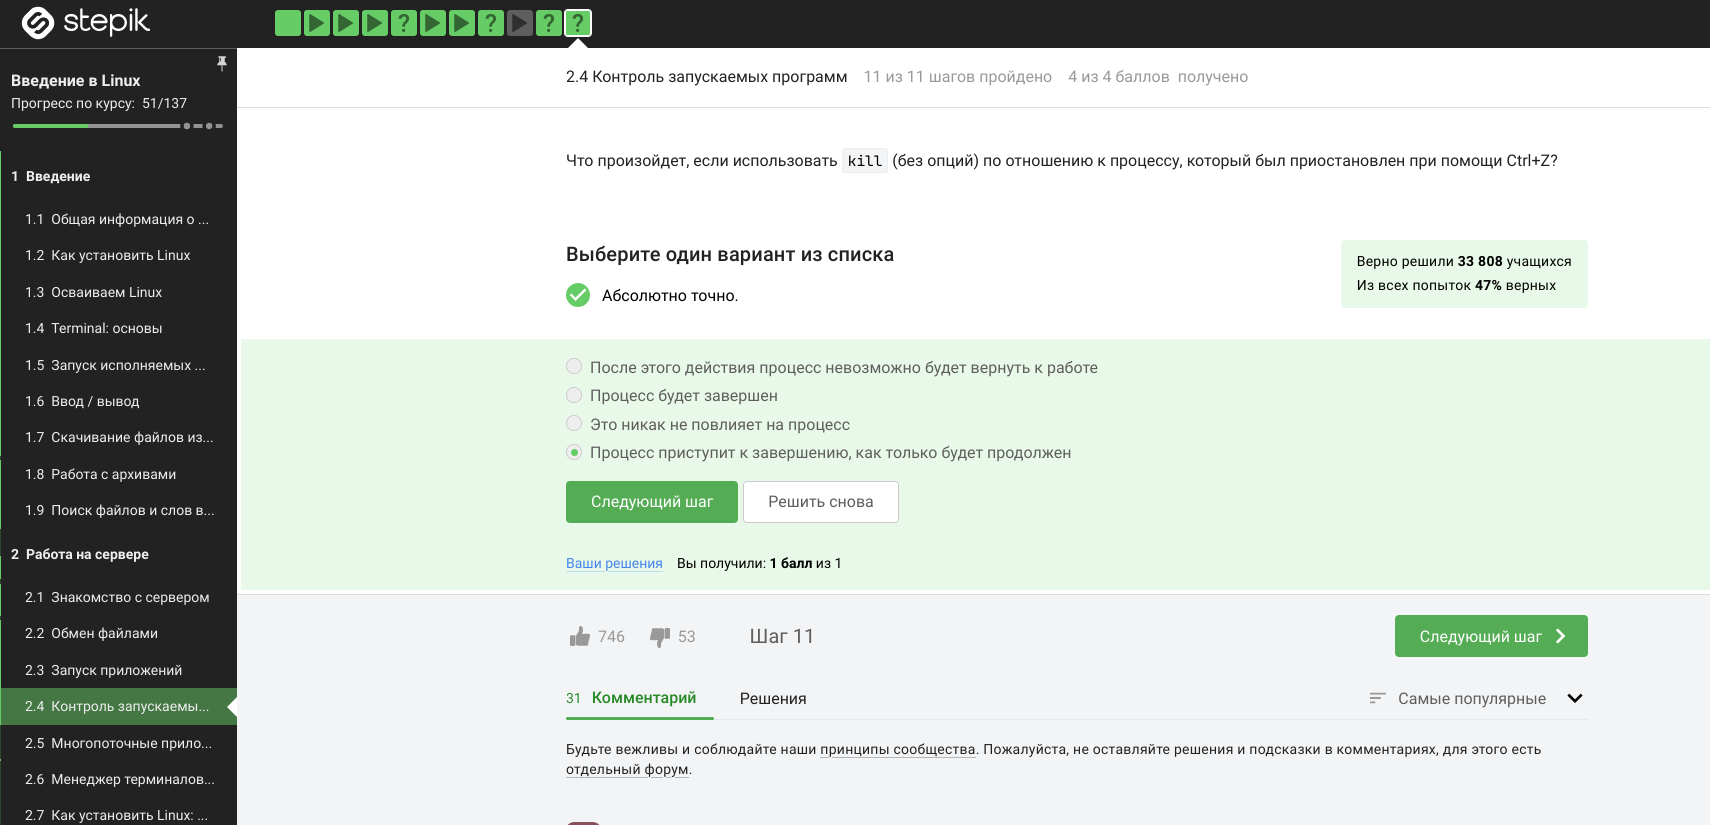 stepik
? ? ? ?
Введение в Linux
Прогресс по курсу: 51/137
1 Введение
1.1 Общая информация о ...
1.2 Как установить Linux
1.3 Осваиваем Linux
1.4 Terminal: основы
1.5 Запуск исполняемых ...
1.6 Ввод / вывод
1.7 Скачивание файлов из...
1.8 Работа с архивами
1.9 Поиск файлов и слов в...
2 Работа на сервере
2.1 Знакомство с сервером
2.2 Обмен файлами
2.3 Запуск приложений
2.4 Контроль запускаемы...
2.5 Многопоточные прило...
2.6 Менеджер терминалов...
2.7 Как установить Linux: ...
2.4 Контроль запускаемых программ 11 из 11 шагов пройдено 4 из 4 баллов получено
Что произойдет, если использовать kill (без опций) по отношению к процессу, который был приостановлен при помощи Ctrl+Z?
Выберите один вариант из списка
Абсолютно точно.
Верно решили 33 808 учащихся
Из всех попыток 47% верных
После этого действия процесс невозможно будет вернуть к работе
Процесс будет завершен
Это никак не повлияет на процесс
Процесс приступит к завершению, как только будет продолжен
Следующий шаг Решить снова
Ваши решения Вы получили: 1 балл из 1
746 53 Шаг 11 Следующий шаг
31 Комментарий Решения Самые популярные
Будьте вежливы и соблюдайте наши принципы сообщества. Пожалуйста, не оставляйте решения и подсказки в комментариях, для этого есть
отдельный форум.